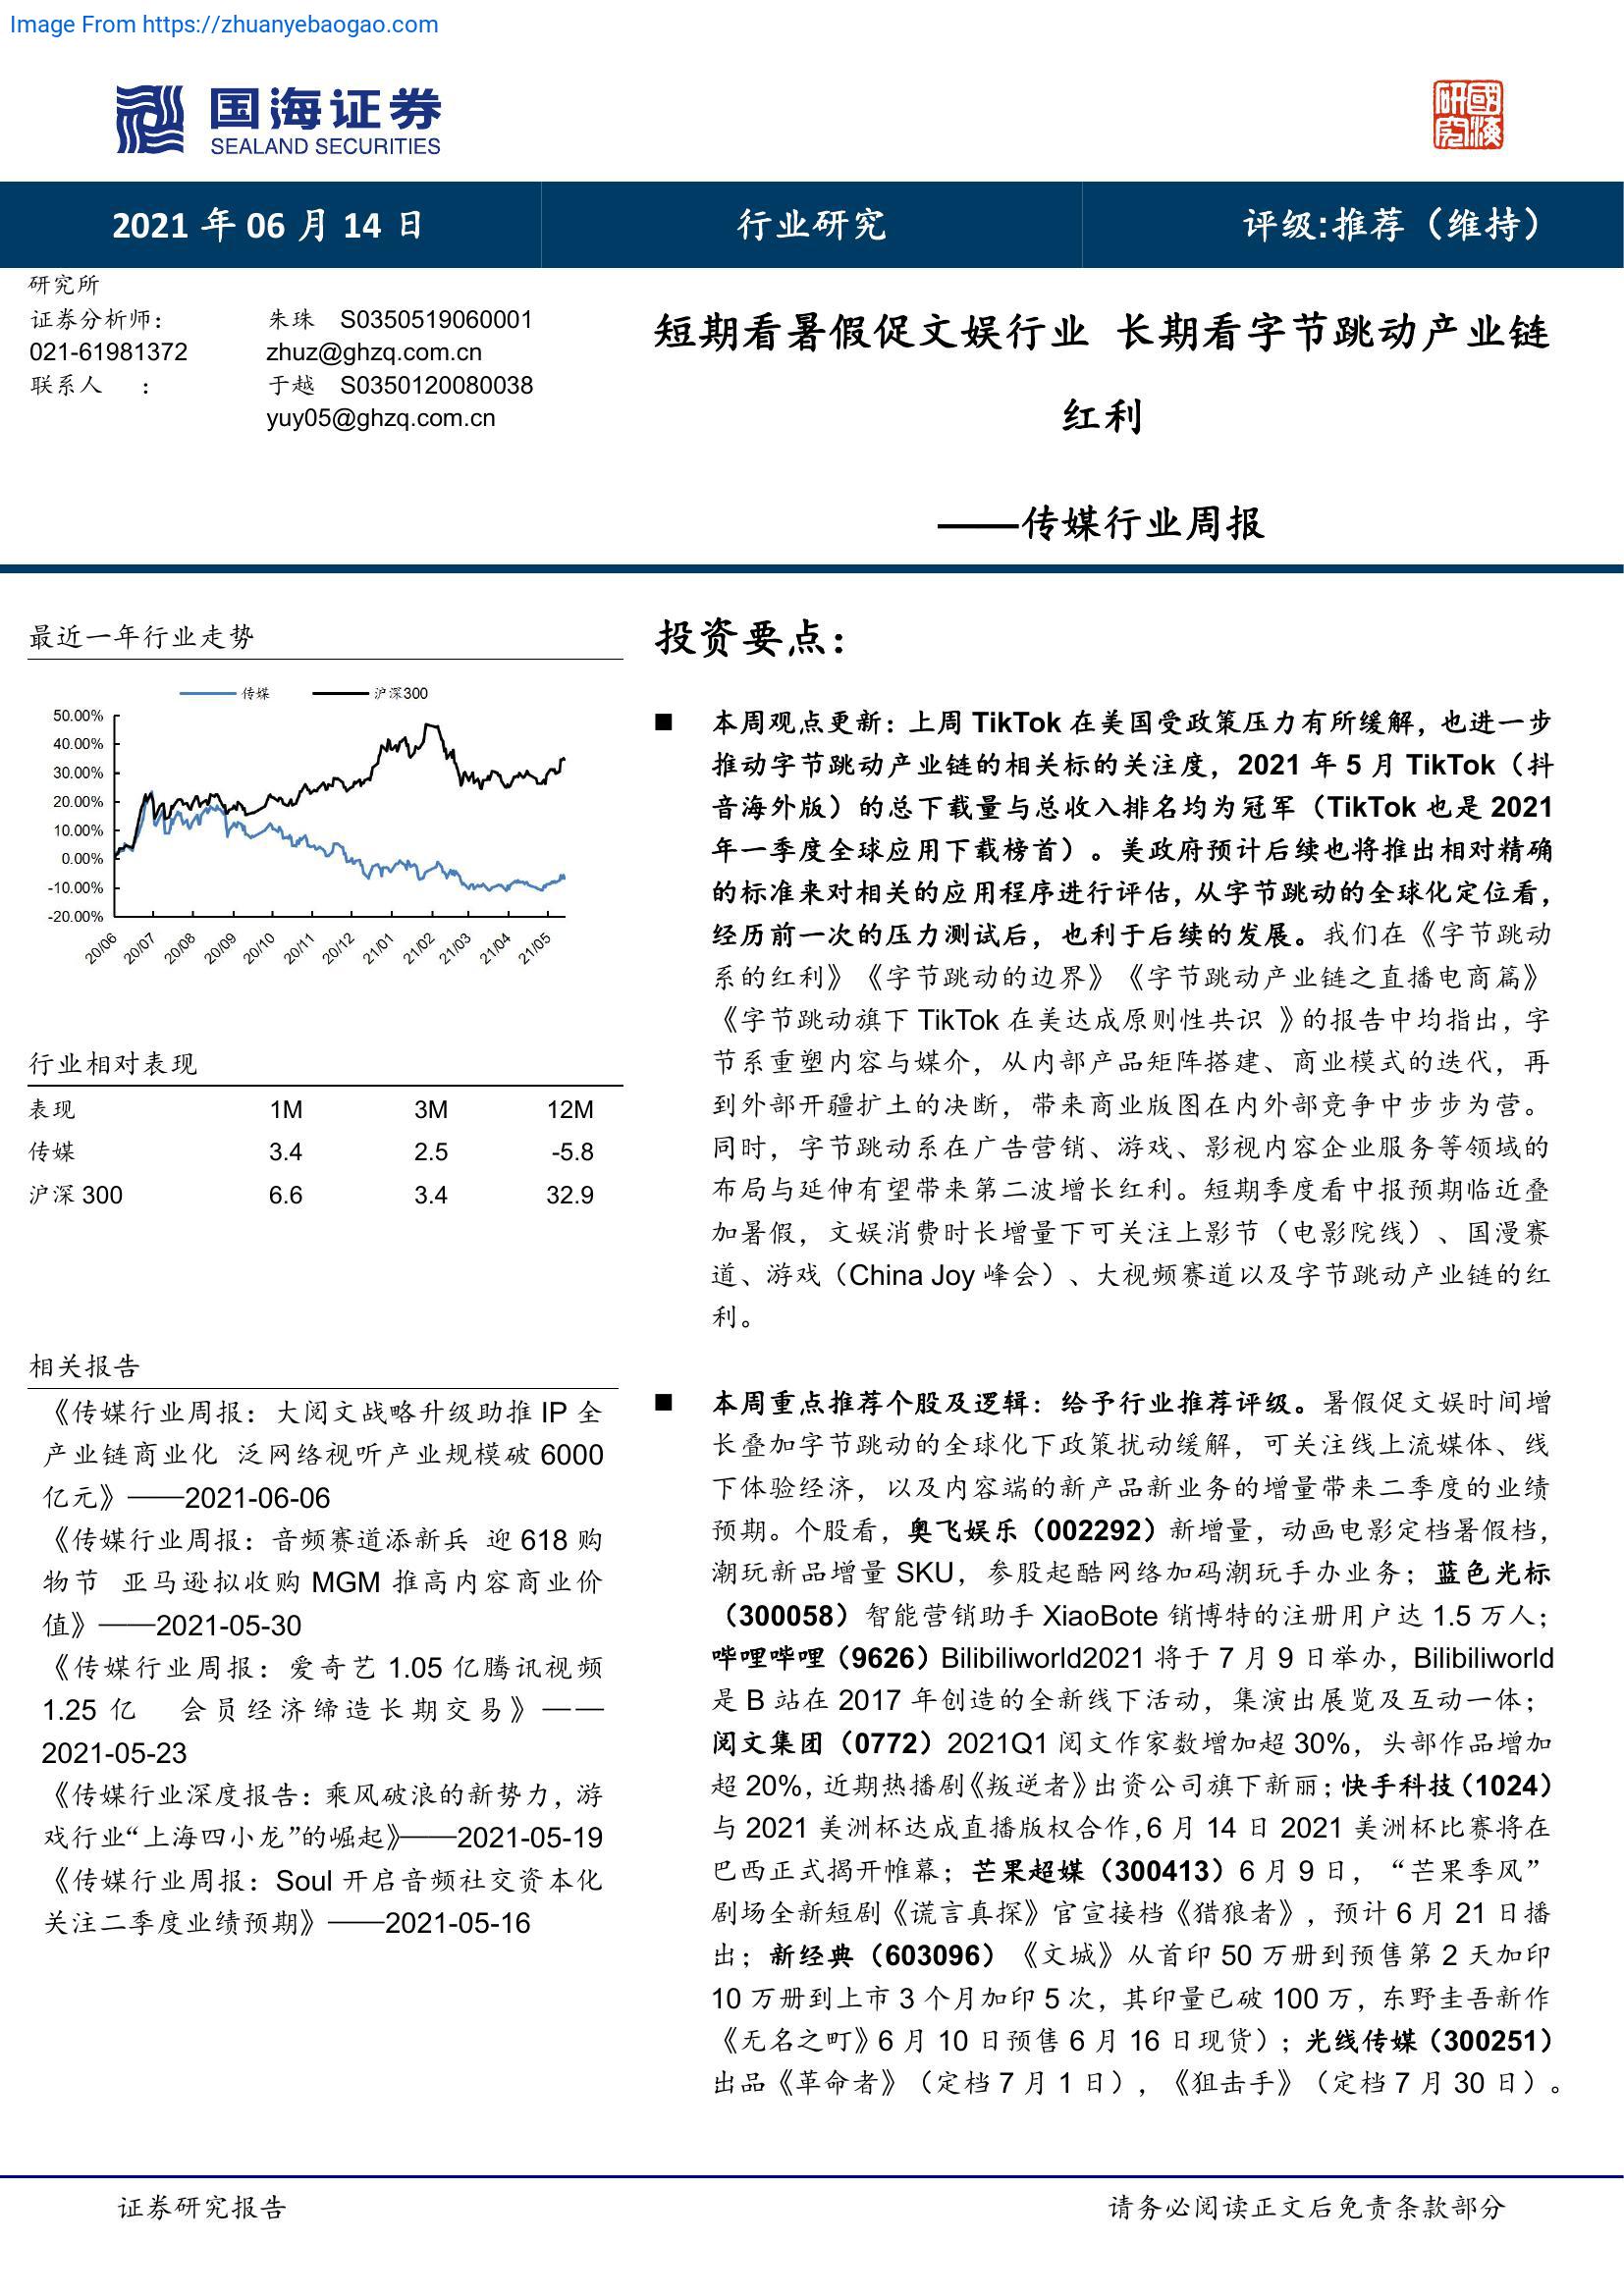 Image From https://zhuanyebaogao.com
国海证券
SEALAND SECURITIES
國海研究
2021 年 06 月 14 日
行业研究
评级:推荐（维持）
研究所
证券分析师： 朱珠 S0350519060001
021-61981372 zhuz@ghzq.com.cn
联系人 ： 于越 S0350120080038
yuy05@ghzq.com.cn
短期看暑假促文娱行业 长期看字节跳动产业链
红利
——传媒行业周报
最近一年行业走势
传媒 沪深300
50.00%
40.00%
30.00%
20.00%
10.00%
0.00%
-10.00%
-20.00%
20/06 20/07 20/08 20/09 20/10 20/11 20/12 21/01 21/02 21/03 21/04 21/05
行业相对表现
表现 1M 3M 12M
传媒 3.4 2.5 -5.8
沪深 300 6.6 3.4 32.9
相关报告
《传媒行业周报：大阅文战略升级助推 IP 全
产业链商业化 泛网络视听产业规模破 6000
亿元》——2021-06-06
《传媒行业周报：音频赛道添新兵 迎 618 购
物节 亚马逊拟收购 MGM 推高内容商业价
值》——2021-05-30
《传媒行业周报：爱奇艺 1.05 亿腾讯视频
1.25 亿 会员经济缔造长期交易》——
2021-05-23
《传媒行业深度报告：乘风破浪的新势力，游
戏行业“上海四小龙”的崛起》——2021-05-19
《传媒行业周报：Soul 开启音频社交资本化
关注二季度业绩预期》——2021-05-16
投资要点：
■ 本周观点更新：上周 TikTok 在美国受政策压力有所缓解，也进一步
推动字节跳动产业链的相关标的关注度，2021 年 5 月 TikTok（抖
音海外版）的总下载量与总收入排名均为冠军（TikTok 也是 2021
年一季度全球应用下载榜首）。美政府预计后续也将推出相对精确
的标准来对相关的应用程序进行评估，从字节跳动的全球化定位看，
经历前一次的压力测试后，也利于后续的发展。我们在《字节跳动
系的红利》《字节跳动的边界》《字节跳动产业链之直播电商篇》
《字节跳动旗下 TikTok 在美达成原则性共识 》的报告中均指出，字
节系重塑内容与媒介，从内部产品矩阵搭建、商业模式的迭代，再
到外部开疆扩土的决断，带来商业版图在内外部竞争中步步为营。
同时，字节跳动系在广告营销、游戏、影视内容企业服务等领域的
布局与延伸有望带来第二波增长红利。短期季度看中报预期临近叠
加暑假，文娱消费时长增量下可关注上影节（电影院线）、国漫赛
道、游戏（China Joy 峰会）、大视频赛道以及字节跳动产业链的红
利。
■ 本周重点推荐个股及逻辑：给予行业推荐评级。暑假促文娱时间增
长叠加字节跳动的全球化下政策扰动缓解，可关注线上流媒体、线
下体验经济，以及内容端的新产品新业务的增量带来二季度的业绩
预期。个股看，奥飞娱乐（002292）新增量，动画电影定档暑假档，
潮玩新品增量 SKU，参股起酷网络加码潮玩手办业务；蓝色光标
（300058）智能营销助手 XiaoBote 销博特的注册用户达 1.5 万人；
哔哩哔哩（9626）Bilibiliworld2021 将于 7 月 9 日举办，Bilibiliworld
是 B 站在 2017 年创造的全新线下活动，集演出展览及互动一体；
阅文集团（0772）2021Q1 阅文作家数增加超 30%，头部作品增加
超 20%，近期热播剧《叛逆者》出资公司旗下新丽；快手科技（1024）
与 2021 美洲杯达成直播版权合作,6 月 14 日 2021 美洲杯比赛将在
巴西正式揭开帷幕；芒果超媒（300413）6 月 9 日，“芒果季风”
剧场全新短剧《谎言真探》官宣接档《猎狼者》，预计 6 月 21 日播
出；新经典（603096）《文城》从首印 50 万册到预售第 2 天加印
10 万册到上市 3 个月加印 5 次，其印量已破 100 万，东野圭吾新作
《无名之町》6 月 10 日预售 6 月 16 日现货）；光线传媒（300251）
出品《革命者》（定档 7 月 1 日），《狙击手》（定档 7 月 30 日）。
证券研究报告
请务必阅读正文后免责条款部分